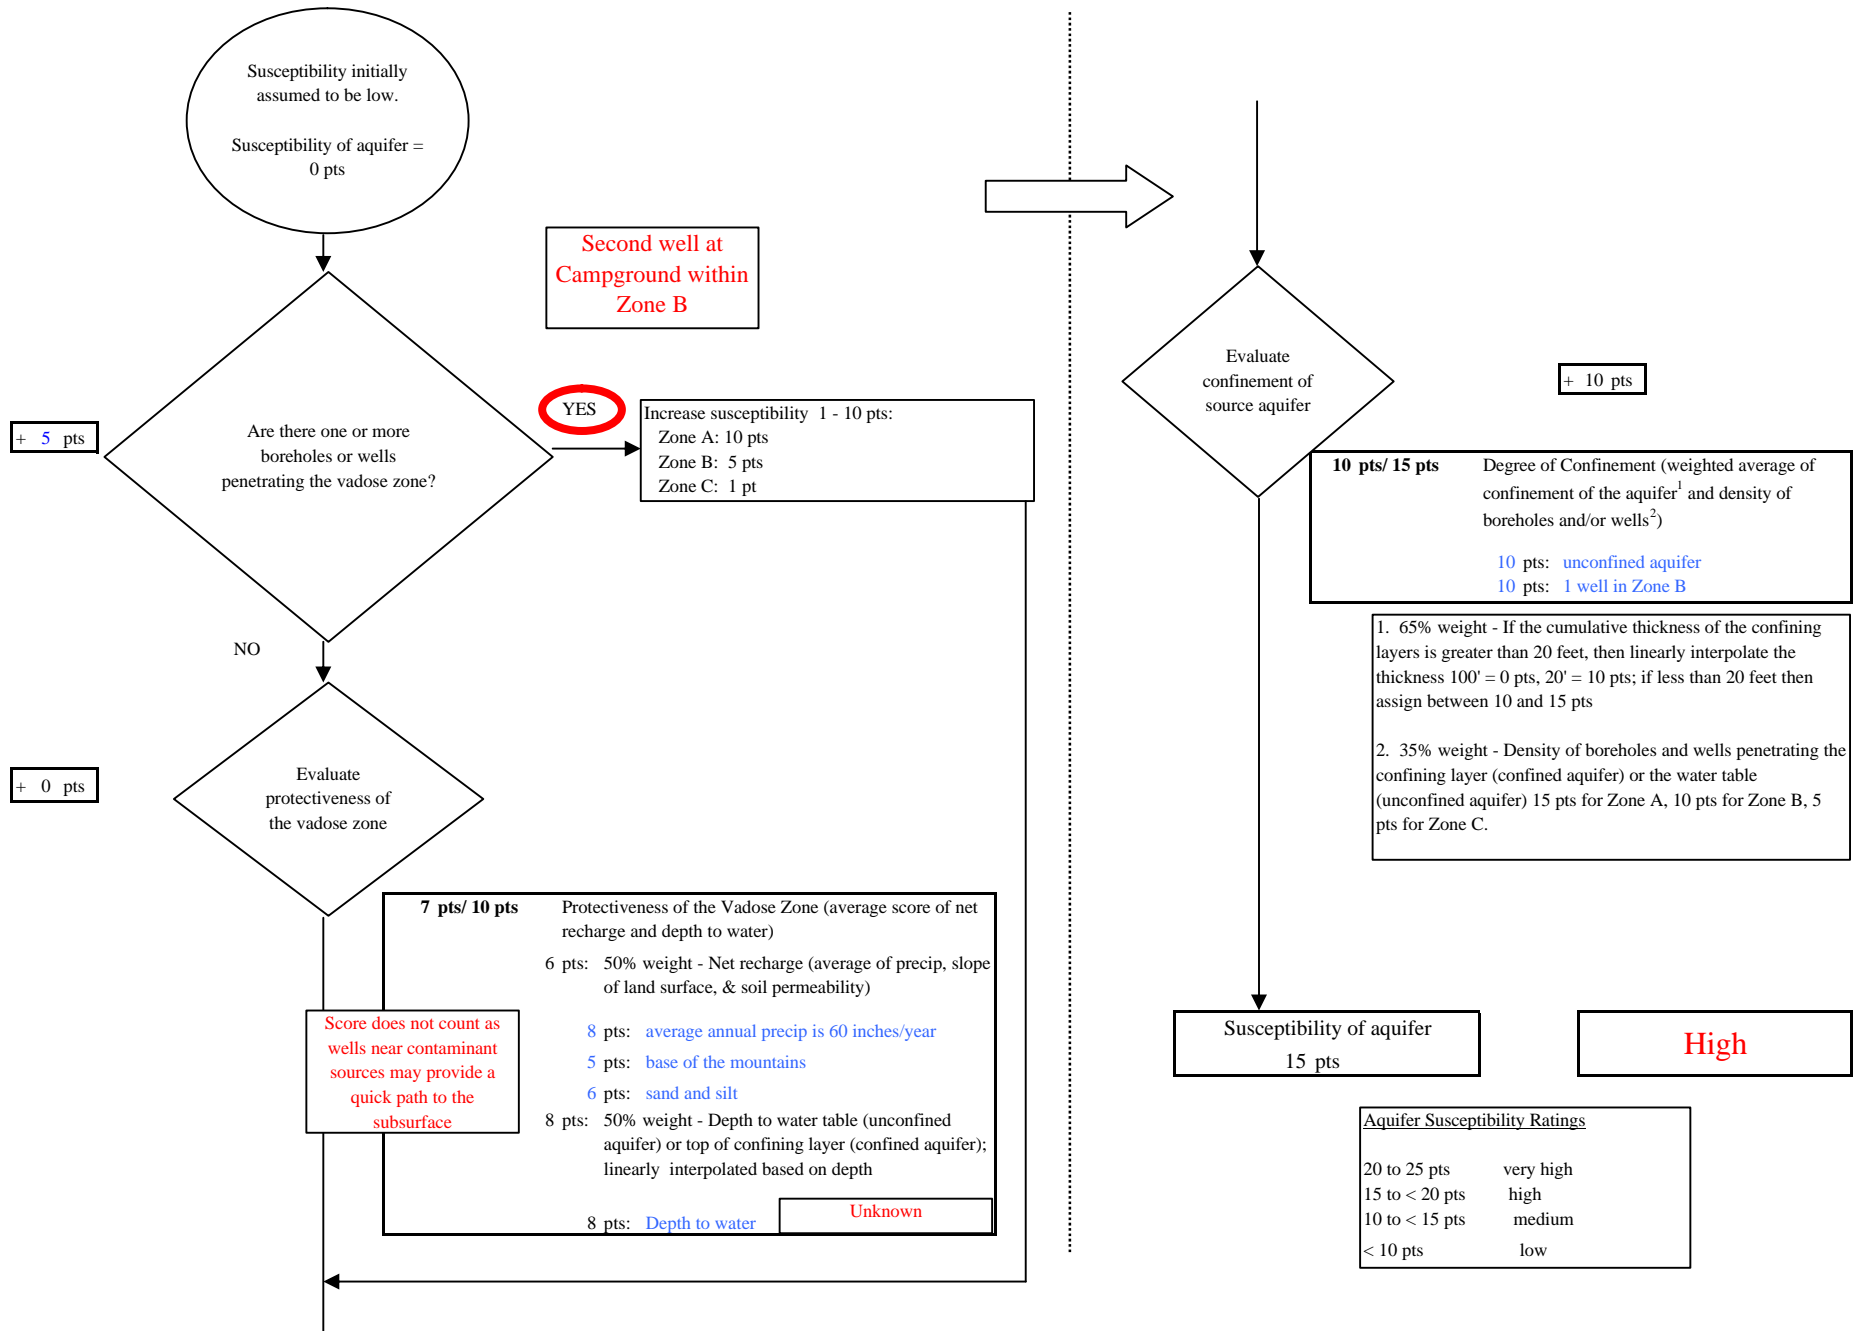 Susceptibility initially
assumed to be low.
Susceptibility of aquifer =
0 pts
Second well at
Campground within
Zone B
+ 5 pts
Are there one or more
boreholes or wells
penetrating the vadose zone?
YES
Increase susceptibility 1 - 10 pts:
Zone A: 10 pts
Zone B: 5 pts
Zone C: 1 pt
NO
+ 0 pts
Evaluate
protectiveness of
the vadose zone
7 pts/ 10 pts Protectiveness of the Vadose Zone (average score of net
recharge and depth to water)
6 pts: 50% weight - Net recharge (average of precip, slope
of land surface, & soil permeability)
8 pts: average annual precip is 60 inches/year
5 pts: base of the mountains
6 pts: sand and silt
8 pts: 50% weight - Depth to water table (unconfined
aquifer) or top of confining layer (confined aquifer);
linearly interpolated based on depth
8 pts: Depth to water
Unknown
Score does not count as
wells near contaminant
sources may provide a
quick path to the
subsurface
Evaluate
confinement of
source aquifer
+ 10 pts
10 pts/ 15 pts Degree of Confinement (weighted average of
confinement of the aquifer1 and density of
boreholes and/or wells2)
10 pts: unconfined aquifer
10 pts: 1 well in Zone B
1. 65% weight - If the cumulative thickness of the confining
layers is greater than 20 feet, then linearly interpolate the
thickness 100' = 0 pts, 20' = 10 pts; if less than 20 feet then
assign between 10 and 15 pts
2. 35% weight - Density of boreholes and wells penetrating the
confining layer (confined aquifer) or the water table
(unconfined aquifer) 15 pts for Zone A, 10 pts for Zone B, 5
pts for Zone C.
Susceptibility of aquifer
15 pts
High
Aquifer Susceptibility Ratings
20 to 25 pts very high
15 to < 20 pts high
10 to < 15 pts medium
< 10 pts low